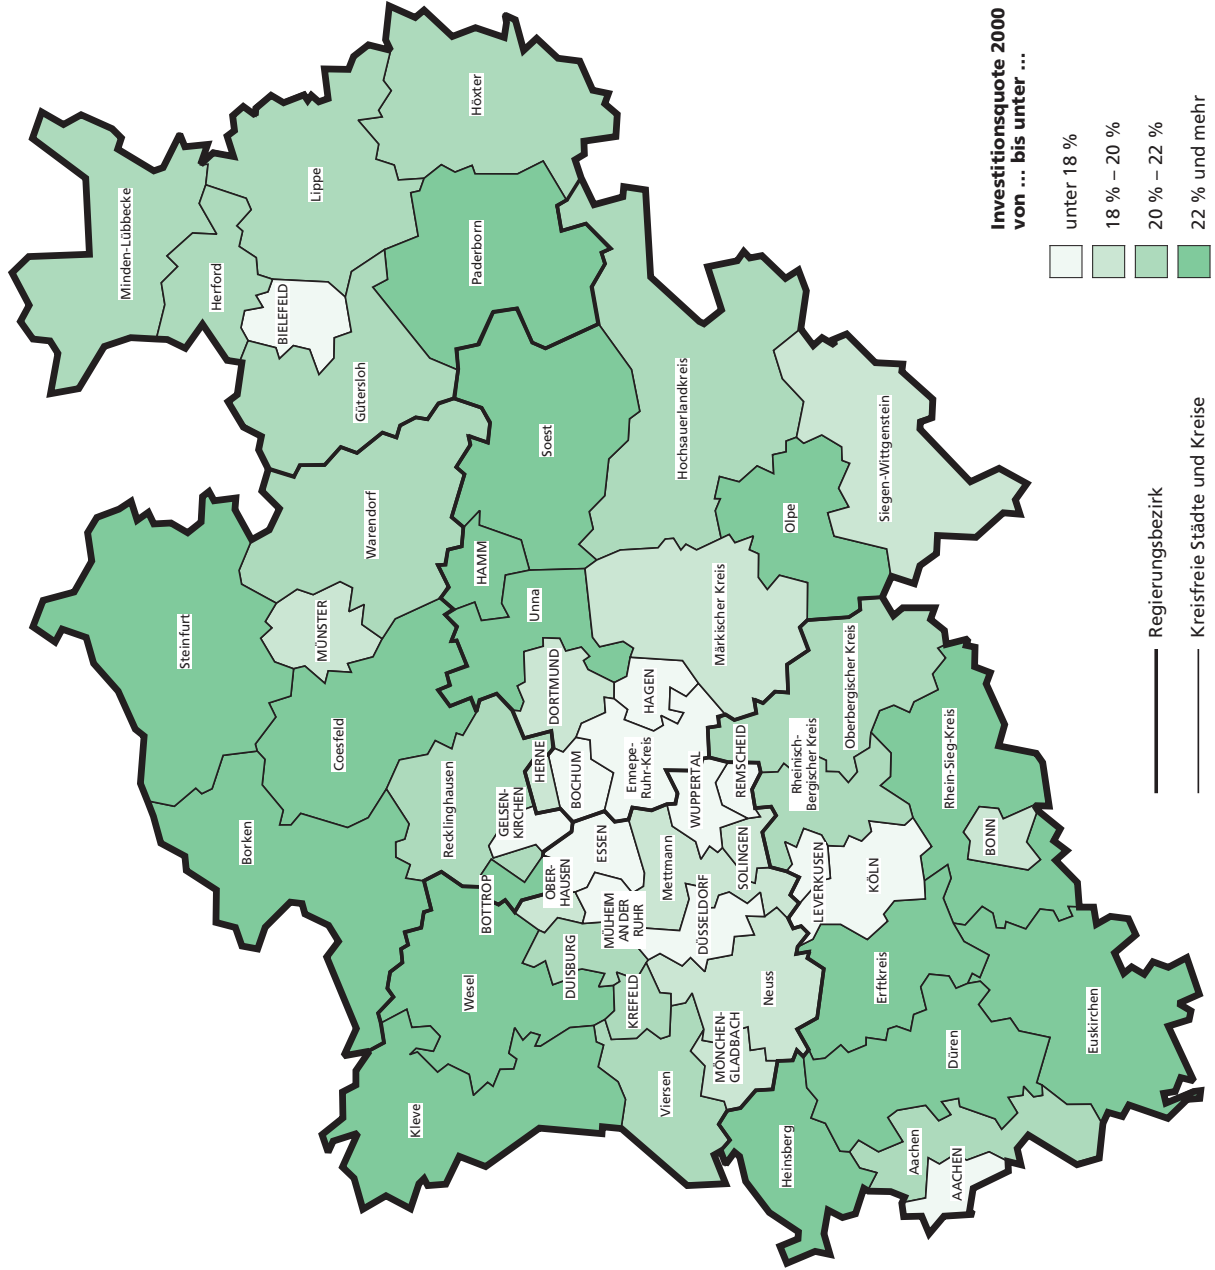 Minden-Lübbecke
Herford
BIELEFELD
Lippe
Höxter
Gütersloh
Paderborn
Steinfurt
MÜNSTER
Warendorf
Borken
Coesfeld
HAMM
Soest
Unna
Recklinghausen
GELSEN-
KIRCHEN
BOTTROP
HERNE
BOCHUM
DORTMUND
HAGEN
Ennepe-
Ruhr-Kreis
Märkischer Kreis
Hochsauerlandkreis
Olpe
Siegen-Wittgenstein
Kleve
Wesel
DUISBURG
OBER-
HAUSEN
ESSEN
MÜLHEIM
AN DER
RUHR
KREFELD
Viersen
MÖNCHEN-
GLADBACH
Neuss
DÜSSELDORF
Mettmann
WUPPERTAL
REMSCHEID
SOLINGEN
LEVERKUSEN
Rheinisch-
Bergischer Kreis
Oberbergischer Kreis
KÖLN
Rhein-Sieg-Kreis
BONN
Erftkreis
Heinsberg
Düren
Aachen
AACHEN
Euskirchen
Investitionsquote 2000
von ... bis unter ...
unter 18 %
18 % – 20 %
20 % – 22 %
22 % und mehr
Regierungsbezirk
Kreisfreie Städte und Kreise